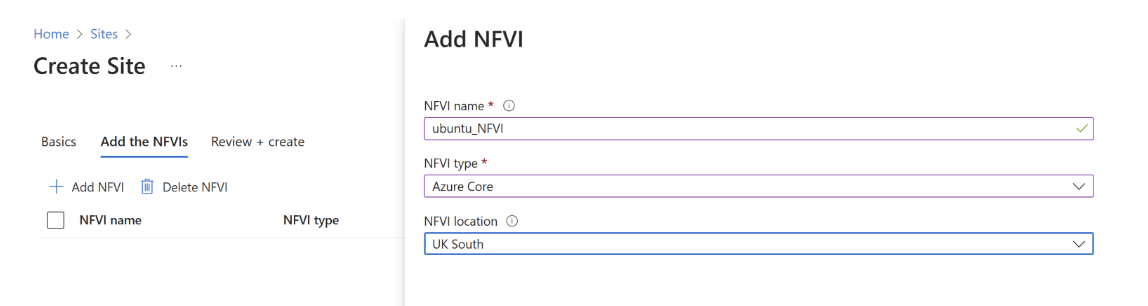 Home > Sites >
Create Site ...
Basics Add the NFVIs Review + create
+ Add NFVI Delete NFVI
NFVI name NFVI type
Add NFVI
NFVI name *
ubuntu_NFVI
NFVI type *
Azure Core
NFVI location
UK South